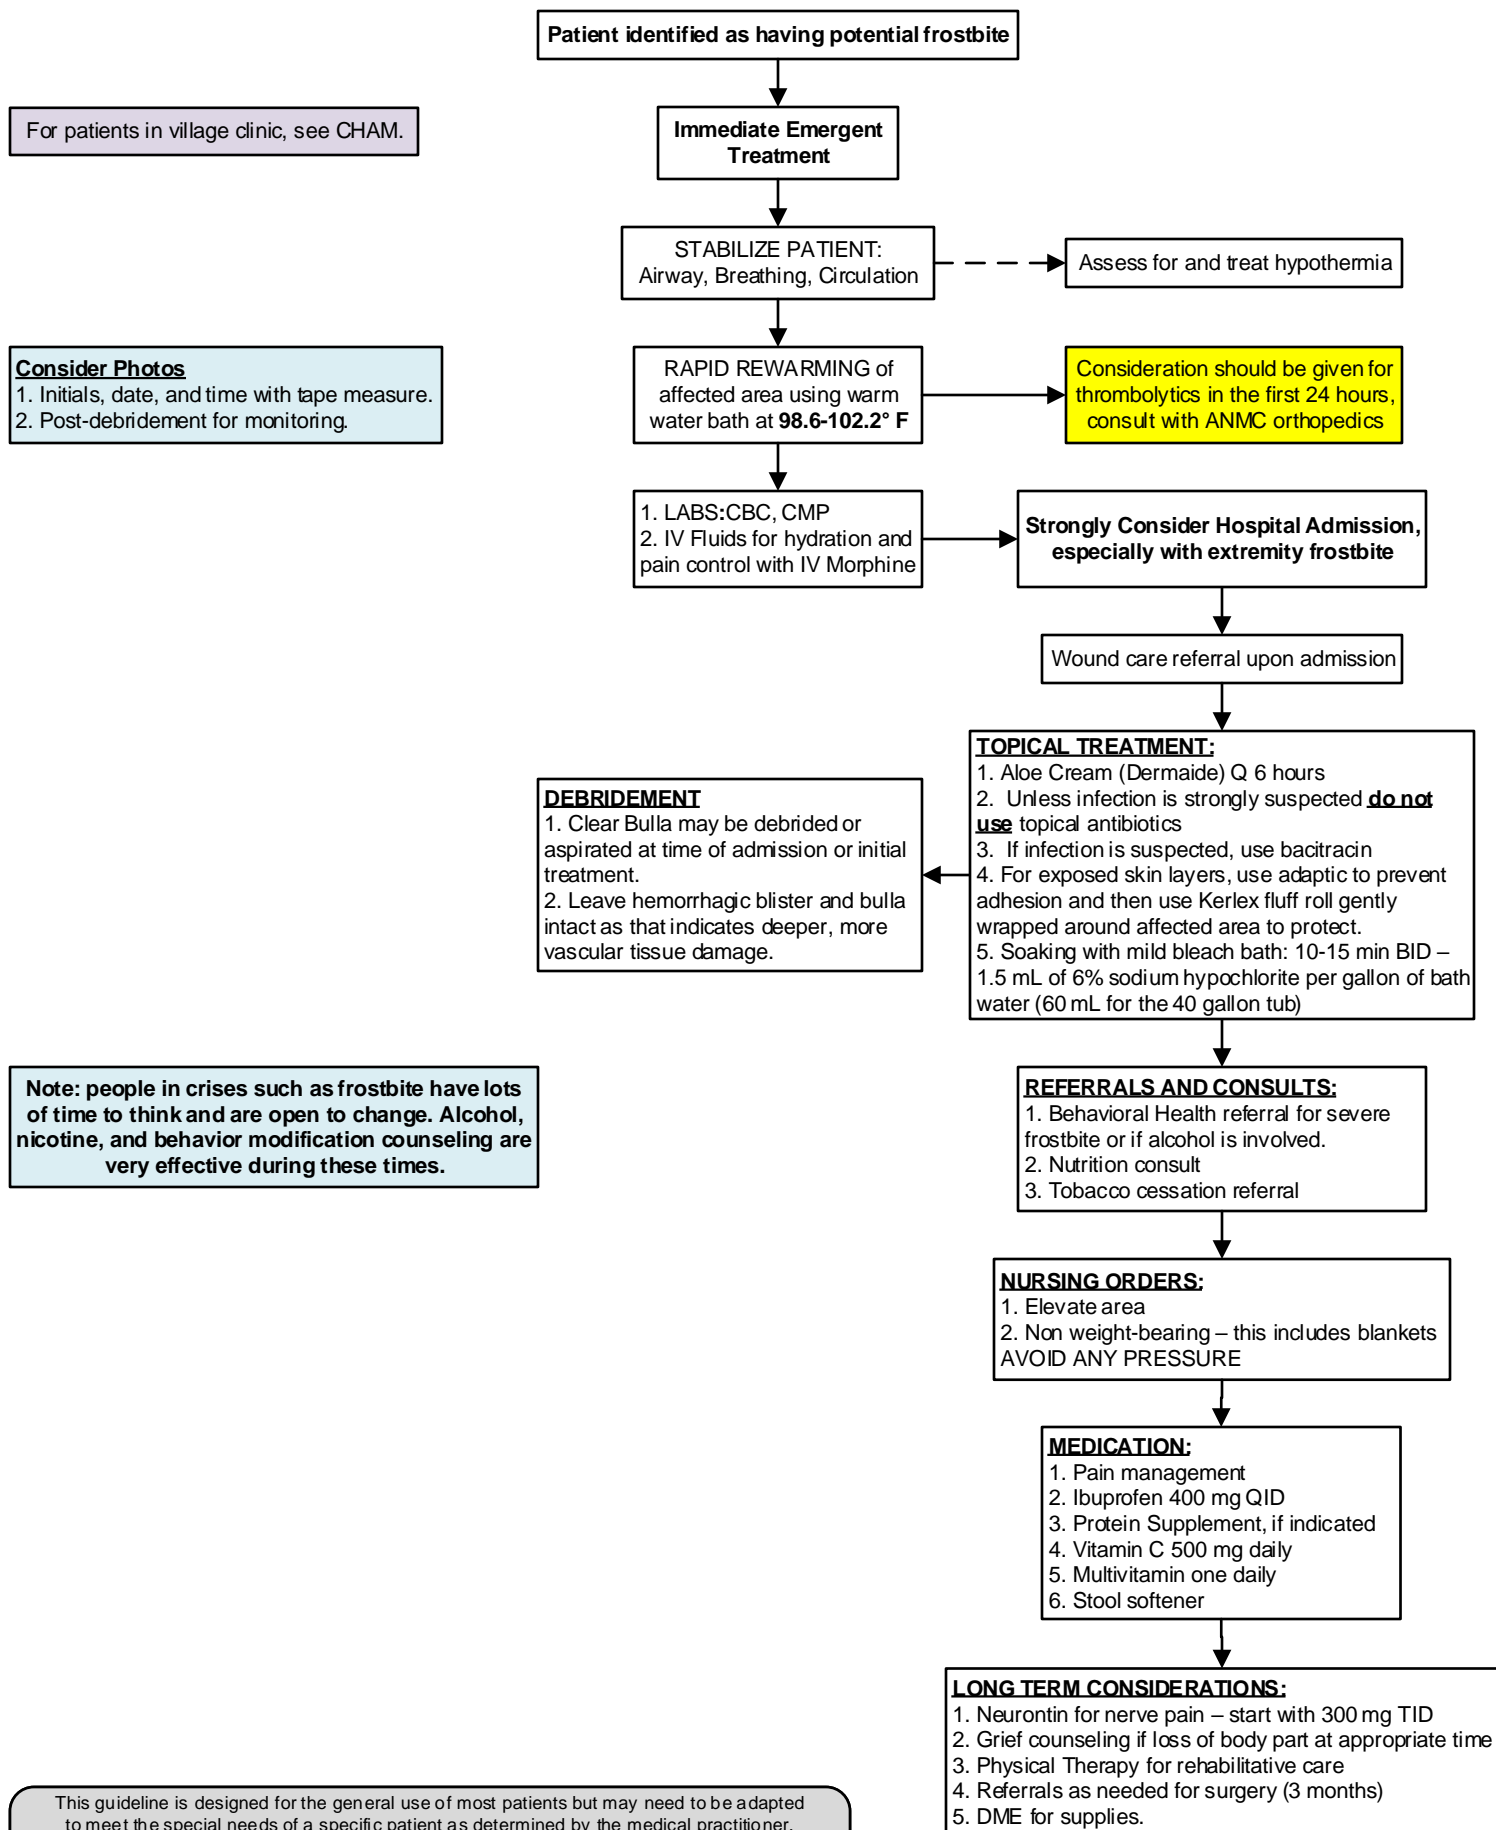 Patient identified as having potential frostbite
For patients in village clinic, see CHAM.
Immediate Emergent
Treatment
STABILIZE PATIENT:
Airway, Breathing, Circulation
Assess for and treat hypothermia
Consider Photos
1. Initials, date, and time with tape measure.
2. Post-debridement for monitoring.
RAPID REWARMING of
affected area using warm
water bath at 98.6-102.2° F
Consideration should be given for
thrombolytics in the first 24 hours,
consult with ANMC orthopedics
1. LABS:CBC, CMP
2. IV Fluids for hydration and
pain control with IV Morphine
Strongly Consider Hospital Admission,
especially with extremity frostbite
Wound care referral upon admission
TOPICAL TREATMENT:
1. Aloe Cream (Dermaide) Q 6 hours
2. Unless infection is strongly suspected do not
use topical antibiotics
3. If infection is suspected, use bacitracin
4. For exposed skin layers, use adaptic to prevent
adhesion and then use Kerlex fluff roll gently
wrapped around affected area to protect.
5. Soaking with mild bleach bath: 10-15 min BID –
1.5 mL of 6% sodium hypochlorite per gallon of bath
water (60 mL for the 40 gallon tub)
DEBRIDEMENT
1. Clear Bulla may be debrided or
aspirated at time of admission or initial
treatment.
2. Leave hemorrhagic blister and bulla
intact as that indicates deeper, more
vascular tissue damage.
Note: people in crises such as frostbite have lots
of time to think and are open to change. Alcohol,
nicotine, and behavior modification counseling are
very effective during these times.
REFERRALS AND CONSULTS:
1. Behavioral Health referral for severe
frostbite or if alcohol is involved.
2. Nutrition consult
3. Tobacco cessation referral
NURSING ORDERS:
1. Elevate area
2. Non weight-bearing – this includes blankets
AVOID ANY PRESSURE
MEDICATION:
1. Pain management
2. Ibuprofen 400 mg QID
3. Protein Supplement, if indicated
4. Vitamin C 500 mg daily
5. Multivitamin one daily
6. Stool softener
LONG TERM CONSIDERATIONS:
1. Neurontin for nerve pain – start with 300 mg TID
2. Grief counseling if loss of body part at appropriate time
3. Physical Therapy for rehabilitative care
4. Referrals as needed for surgery (3 months)
5. DME for supplies.
This guideline is designed for the general use of most patients but may need to be adapted
to meet the special needs of a specific patient as determined by the medical practitioner.